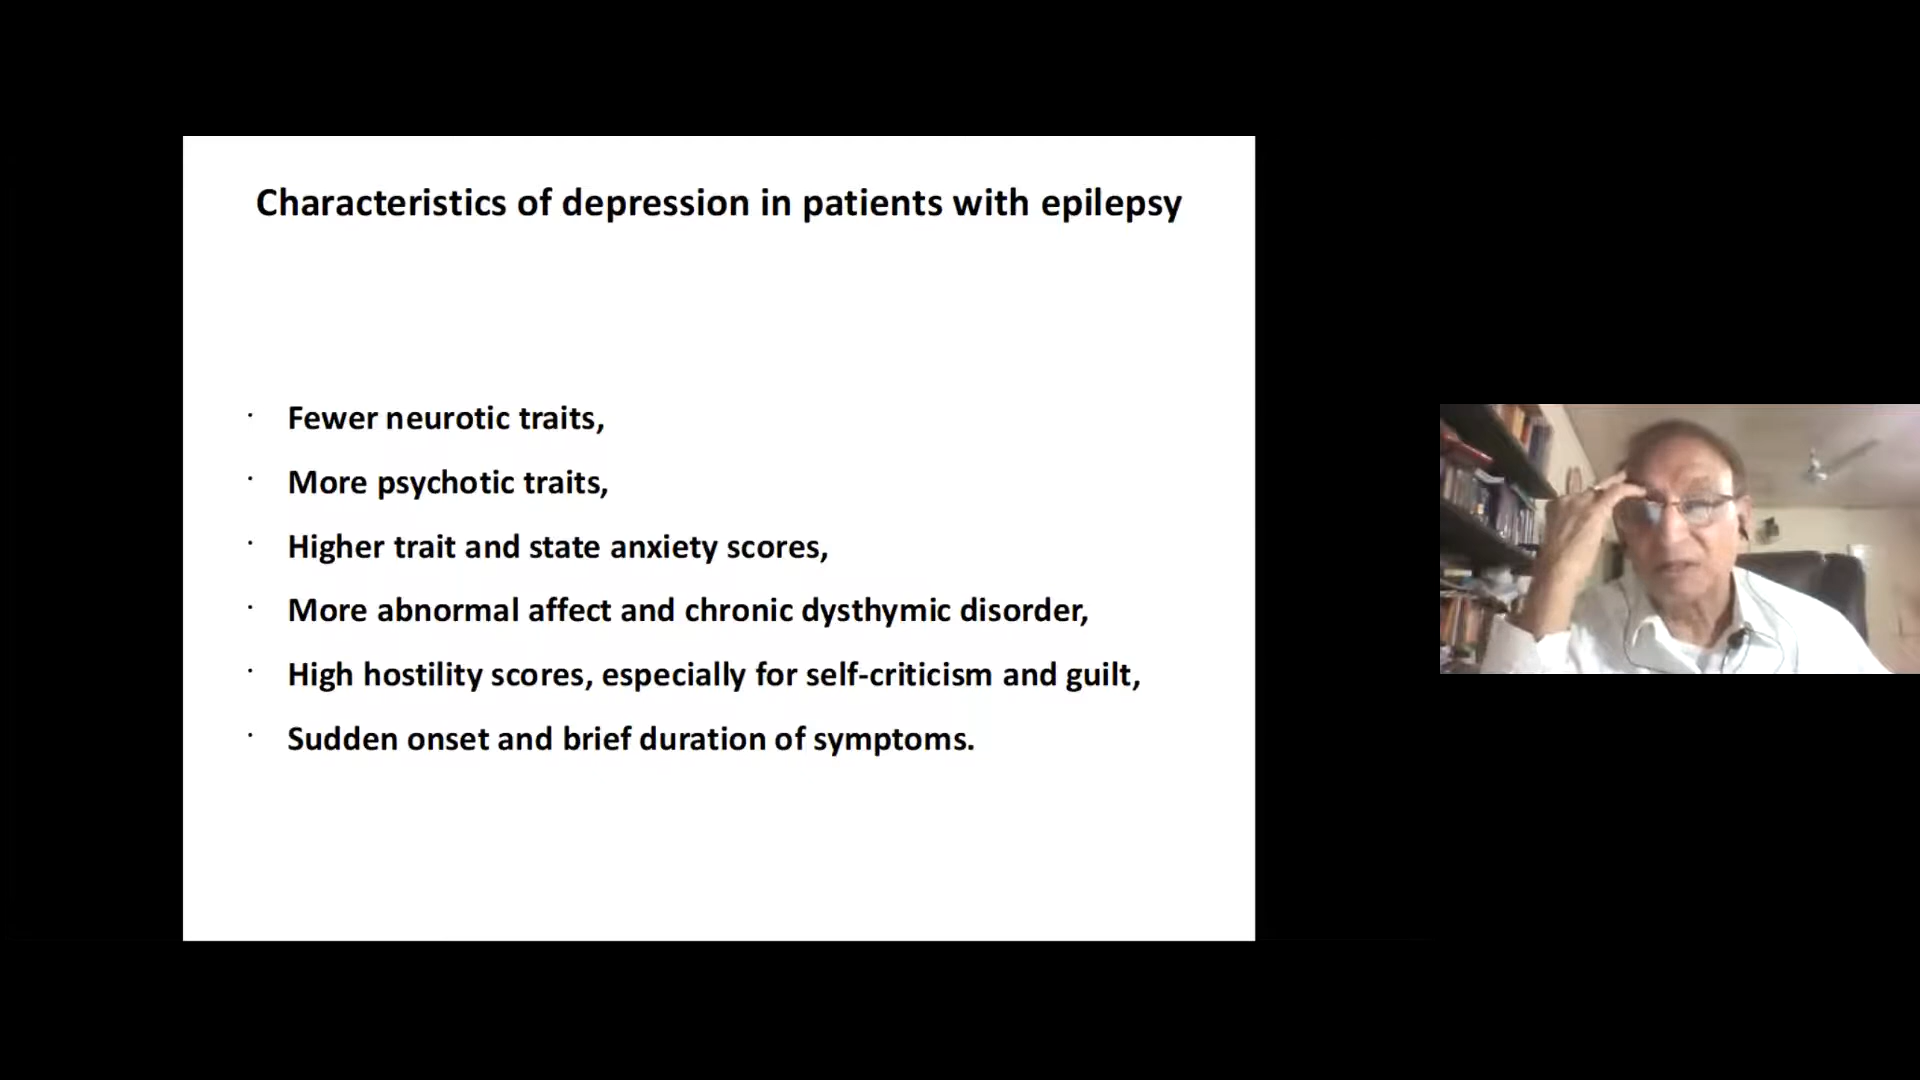 Characteristics of depression in patients with epilepsy
· Fewer neurotic traits,
· More psychotic traits,
· Higher trait and state anxiety scores,
· More abnormal affect and chronic dysthymic disorder,
· High hostility scores, especially for self-criticism and guilt,
· Sudden onset and brief duration of symptoms.